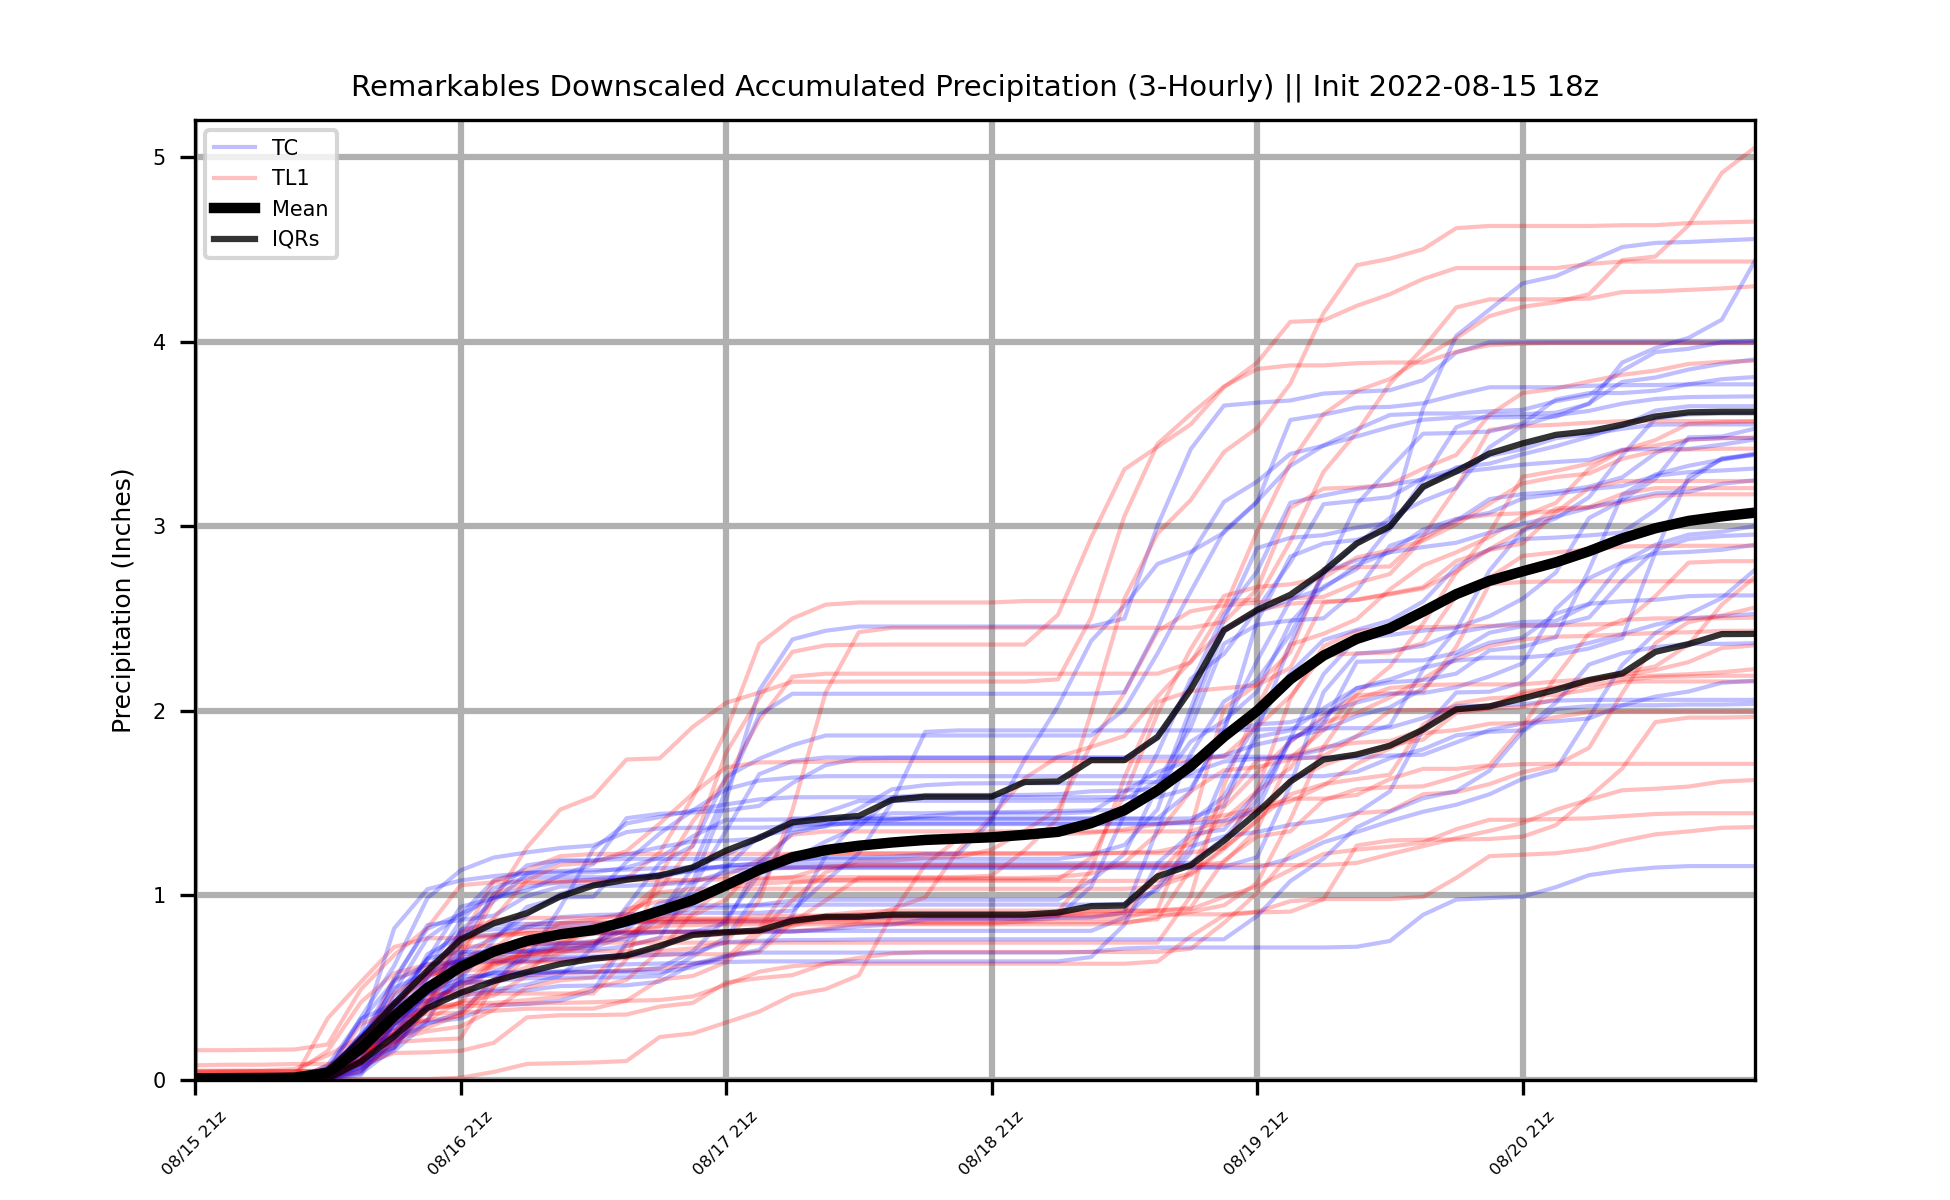 Remarkables Downscaled Accumulated Precipitation (3-Hourly) || Init 2022-08-15 18z
TC
TL1
Mean
IQRs
Precipitation (Inches)
5
4
3
2
1
0
08/15 21z
08/16 21z
08/17 21z
08/18 21z
08/19 21z
08/20 21z